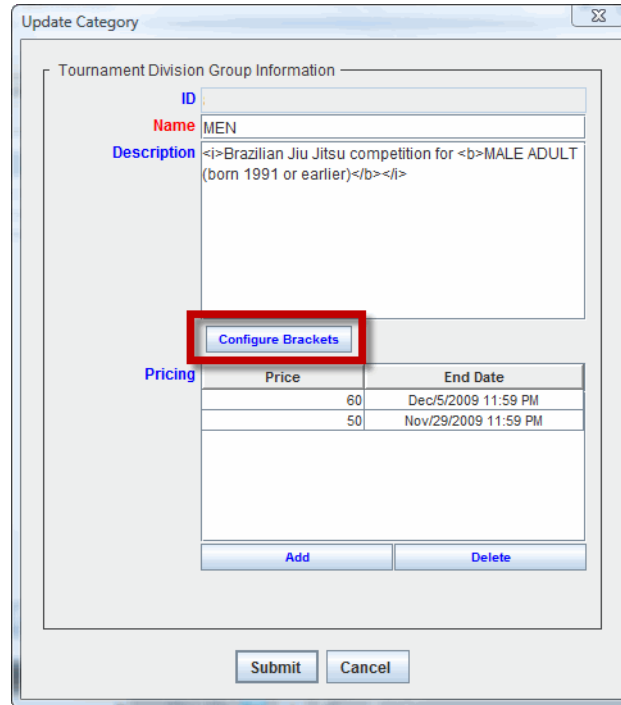 Update Category
Tournament Division Group Information
ID
Name MEN
Description <i>Brazilian Jiu Jitsu competition for <b>MALE ADULT
(born 1991 or earlier)</b></i>
Configure Brackets
Pricing Price End Date
60 Dec/5/2009 11:59 PM
50 Nov/29/2009 11:59 PM
Add Delete
Submit Cancel